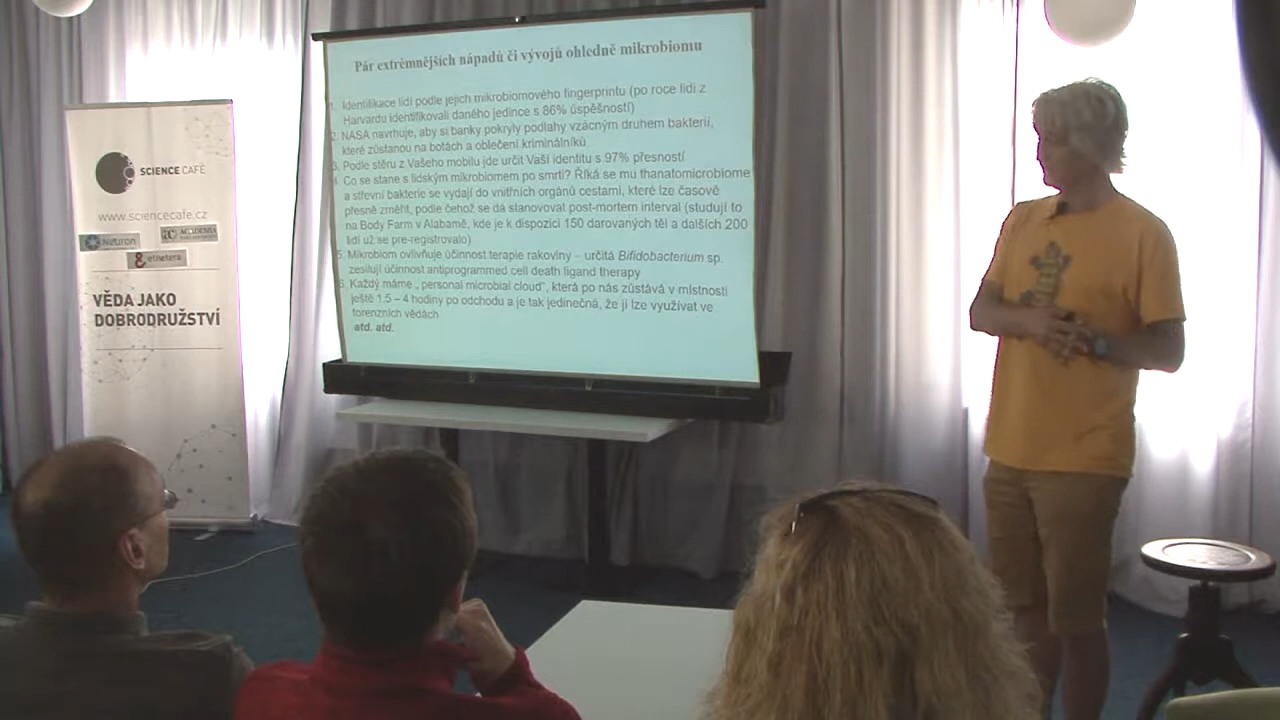 Pár extrémnějších nápadů či vývojů ohledně mikrobiomu
1. Identifikace lidí podle jejich mikrobiomového fingerprintu (po roce lidi z
Harvardu identifikovali daného jedince s 86% úspěšností)
2. NASA navrhuje, aby si banky pokryly podlahy vzácným druhem bakterií,
které zůstanou na botách a oblečení kriminálníků
3. Podle stěru z Vašeho mobilu jde určit Vaší identitu s 97% přesností
4. Co se stane s lidským mikrobiomem po smrti? Říká se mu thanatomicrobiome
a střevní bakterie se vydají do vnitřních orgánů cestami, které lze časově
přesně změřit, podle čehož se dá stanovovat post-mortem interval (studují to
na Body Farm v Alabamě, kde je k dispozici 150 darovaných těl a dalších 200
lidí už se pre-registrovalo)
5. Mikrobiom ovlivňuje účinnost terapie rakoviny – určitá Bifidobacterium sp.
zesilují účinnost antiprogrammed cell death ligand therapy
6. Každý máme „ personal microbial cloud", která po nás zůstává v místnosti
ještě 1.5 – 4 hodiny po odchodu a je tak jedinečná, že ji lze využívat ve
forenzních vědách
atd. atd.
SCIENCE CAFÉ
www.sciencecafe.cz
Neuron
ACADEMIA
etnetera
VĚDA JAKO
DOBRODRUŽSTVÍ